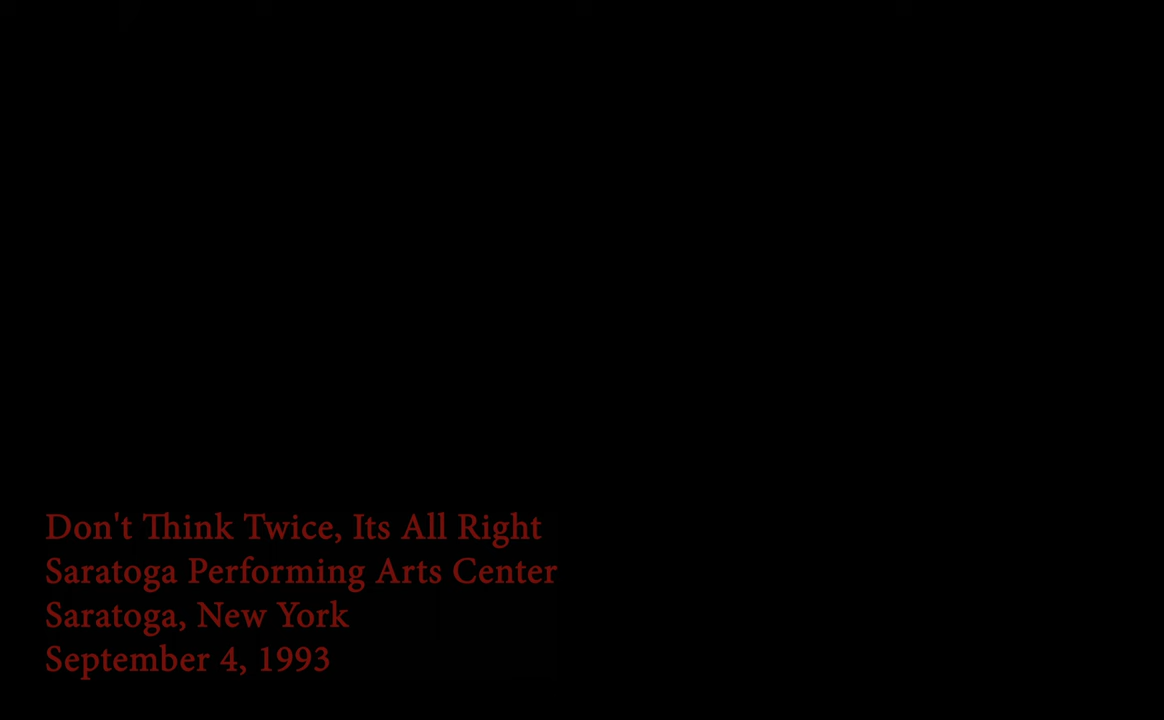 Don't Think Twice, Its All Right
Saratoga Performing Arts Center
Saratoga, New York
September 4, 1993